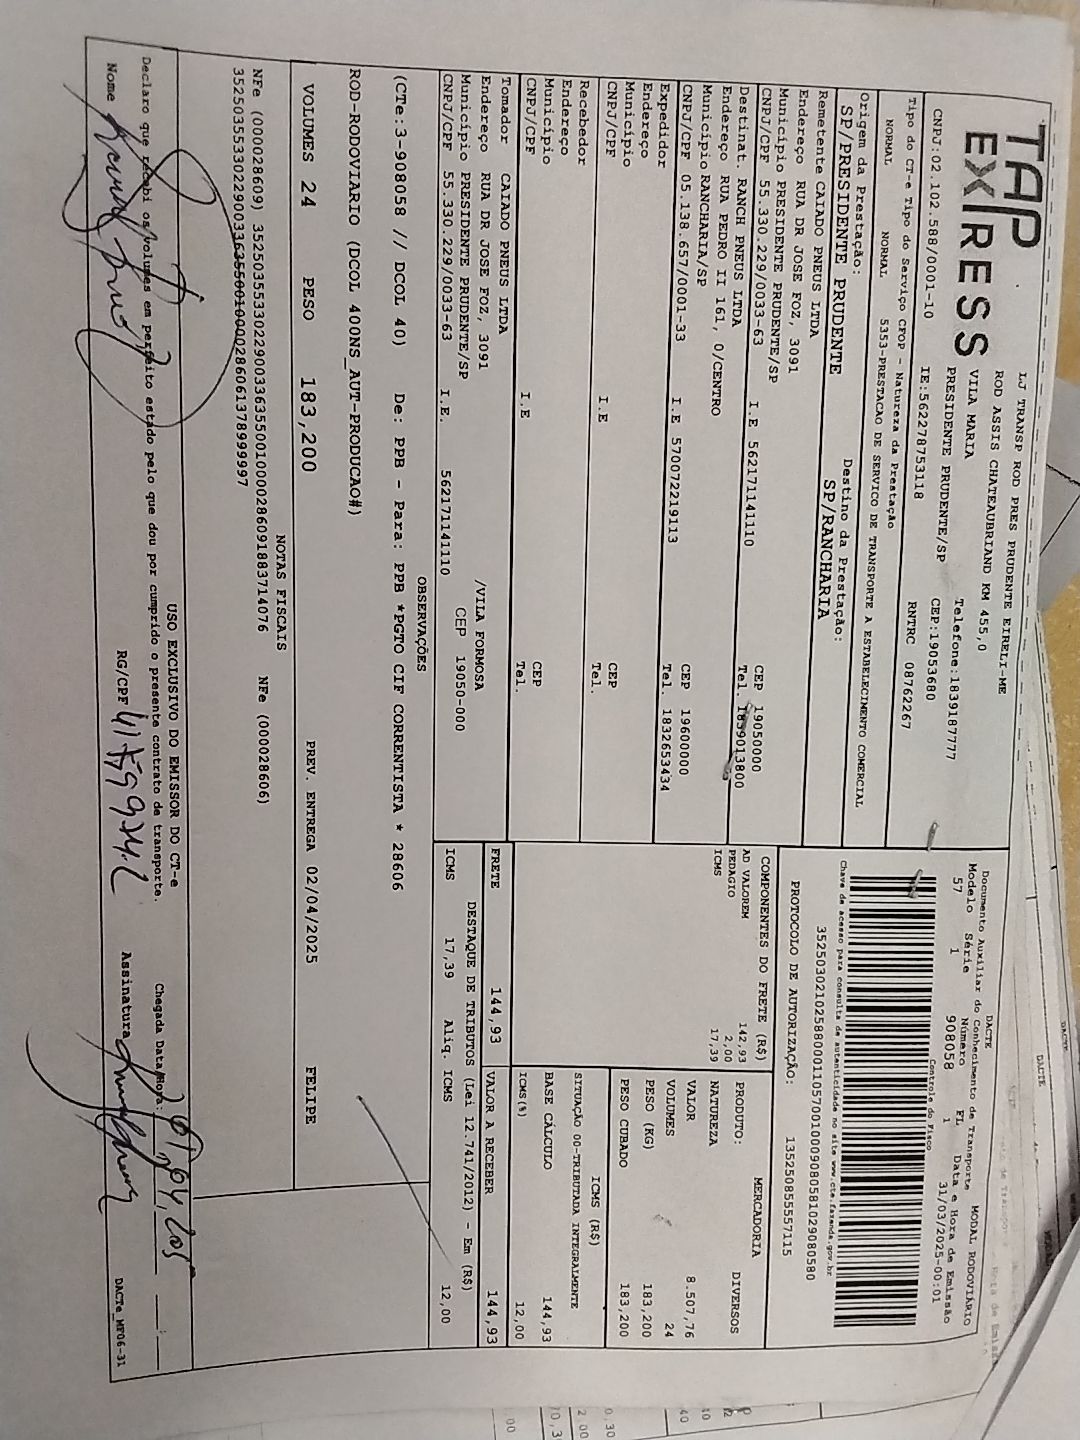 TAP
EXPRESS
LJ TRANSP ROD PRES PRUDENTE EIRELI-ME
ROD ASSIS CHATEAUBRIAND KM 455,0
VILA MARIA
PRESIDENTE PRUDENTE/SP
Telefone:1839187777
CEP:19053680
CNPJ:02.102.588/0001-10 IE:562278753118 RNTRC 08762267
DACTE
Documento Auxiliar do Conhecimento de Transporte MODAL RODOVIÁRIO
Modelo Série Número FL Data e Hora de Emissão
57 1 908058 1 31/03/2025-00:01
Controle do Fisco
Chave de acesso para consulta de autenticidade no site www.cte.fazenda.gov.br
PROTOCOLO DE AUTORIZAÇÃO: 135250855557115
Tipo do CT-e Tipo do Serviço CFOP - Natureza da Prestação
NORMAL NORMAL 5353-PRESTACAO DE SERVICO DE TRANSPORTE A ESTABELECIMENTO COMERCIAL
Origem da Prestação: Destino da Prestação:
SP/PRESIDENTE PRUDENTE SP/RANCHARIA
Remetente CAIADO PNEUS LTDA
Endereço RUA DR JOSE FOZ, 3091
Município PRESIDENTE PRUDENTE/SP CEP 19050000
CNPJ/CPF 55.330.229/0033-63 I.E 562171141110 Tel. 1839013800
Destinat. RANCH PNEUS LTDA
Endereço RUA PEDRO II 161, 0/CENTRO
Município RANCHARIA/SP CEP 19600000
CNPJ/CPF 05.138.657/0001-33 I.E 570072219113 Tel. 1832653434
Expedidor
Endereço
Município CEP
CNPJ/CPF I.E Tel.
Recebedor
Endereço
Município CEP
CNPJ/CPF I.E Tel.
Tomador CAIADO PNEUS LTDA
Endereço RUA DR JOSE FOZ, 3091 /VILA FORMOSA
Município PRESIDENTE PRUDENTE/SP CEP 19050-000
CNPJ/CPF 55.330.229/0033-63 I.E. 562171141110
COMPONENTES DO FRETE (R$)
AD VALOREM 142,93
PEDAGIO 2,00
ICMS 17,39
FRETE 144,93
MERCADORIA
PRODUTO: DIVERSOS
NATUREZA
VALOR 8.507,76
VOLUMES 24
PESO (KG) 183,200
PESO CUBADO 183,200
ICMS (R$)
SITUAÇÃO 00-TRIBUTADA INTEGRALMENTE
BASE CÁLCULO 144,93
ICMS(%) 12,00
VALOR A RECEBER 144,93
DESTAQUE DE TRIBUTOS (Lei 12.741/2012) - Em (R$)
ICMS 17,39 Alíq. ICMS 12,00
OBSERVAÇÕES
(CTe:3-908058 // DCOL 40) De: PPB - Para: PPB *PGTO CIF CORRENTISTA * 28606
ROD-RODOVIARIO (DCOL 400NS_AUT-PRODUCAO#)
VOLUMES 24 PESO 183,200 PREV. ENTREGA 02/04/2025 FELIPE
NOTAS FISCAIS
NFe (000028609) NFe (000028606)
USO EXCLUSIVO DO EMISSOR DO CT-e
Declaro que recebi os volumes em perfeito estado pelo que dou por cumprido o presente contrato de transporte.
Chegada Data/Hora:
Nome RG/CPF Assinatura
DACTe_MF06-31